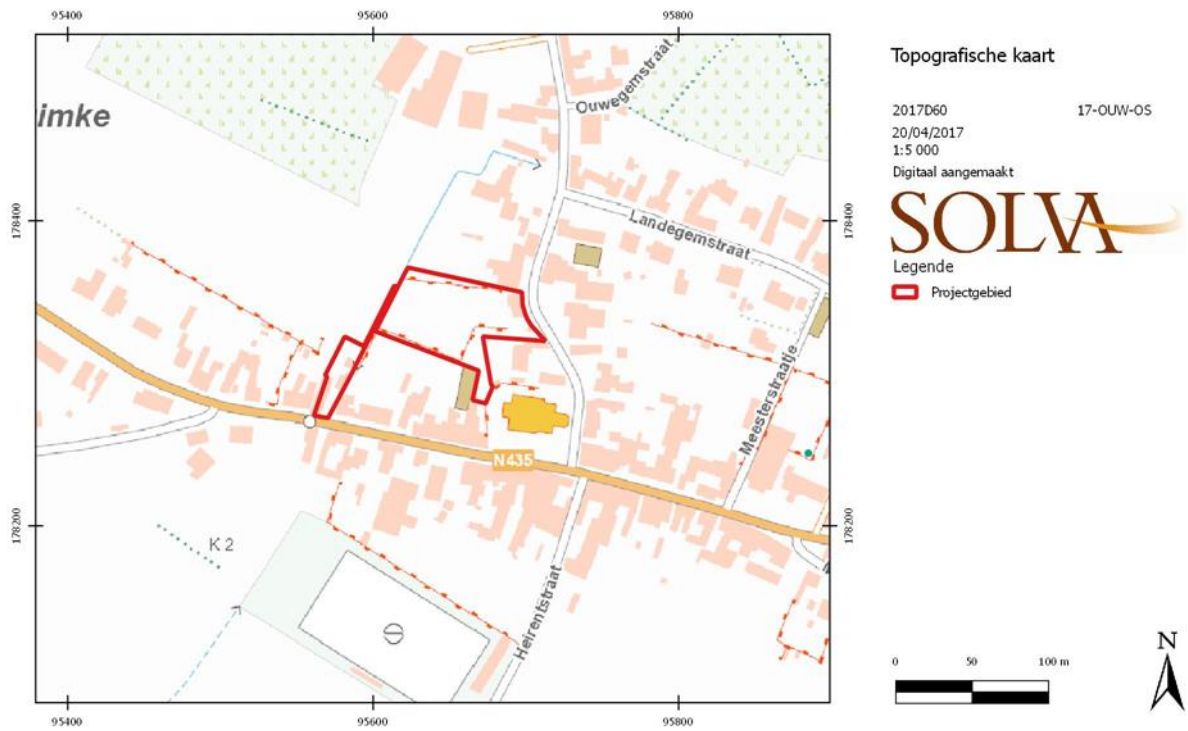 95400 95600 95800
imke
Ouwegemstraat
178400
178400
Landegemstraat
Meesterstraatje
N435
178200
178200
K 2
Heirentstraat
95400 95600 95800
Topografische kaart
2017D60 17-OUW-OS
20/04/2017
1:5 000
Digitaal aangemaakt
SOLVA
Legende
Projectgebied
0 50 100 m
N